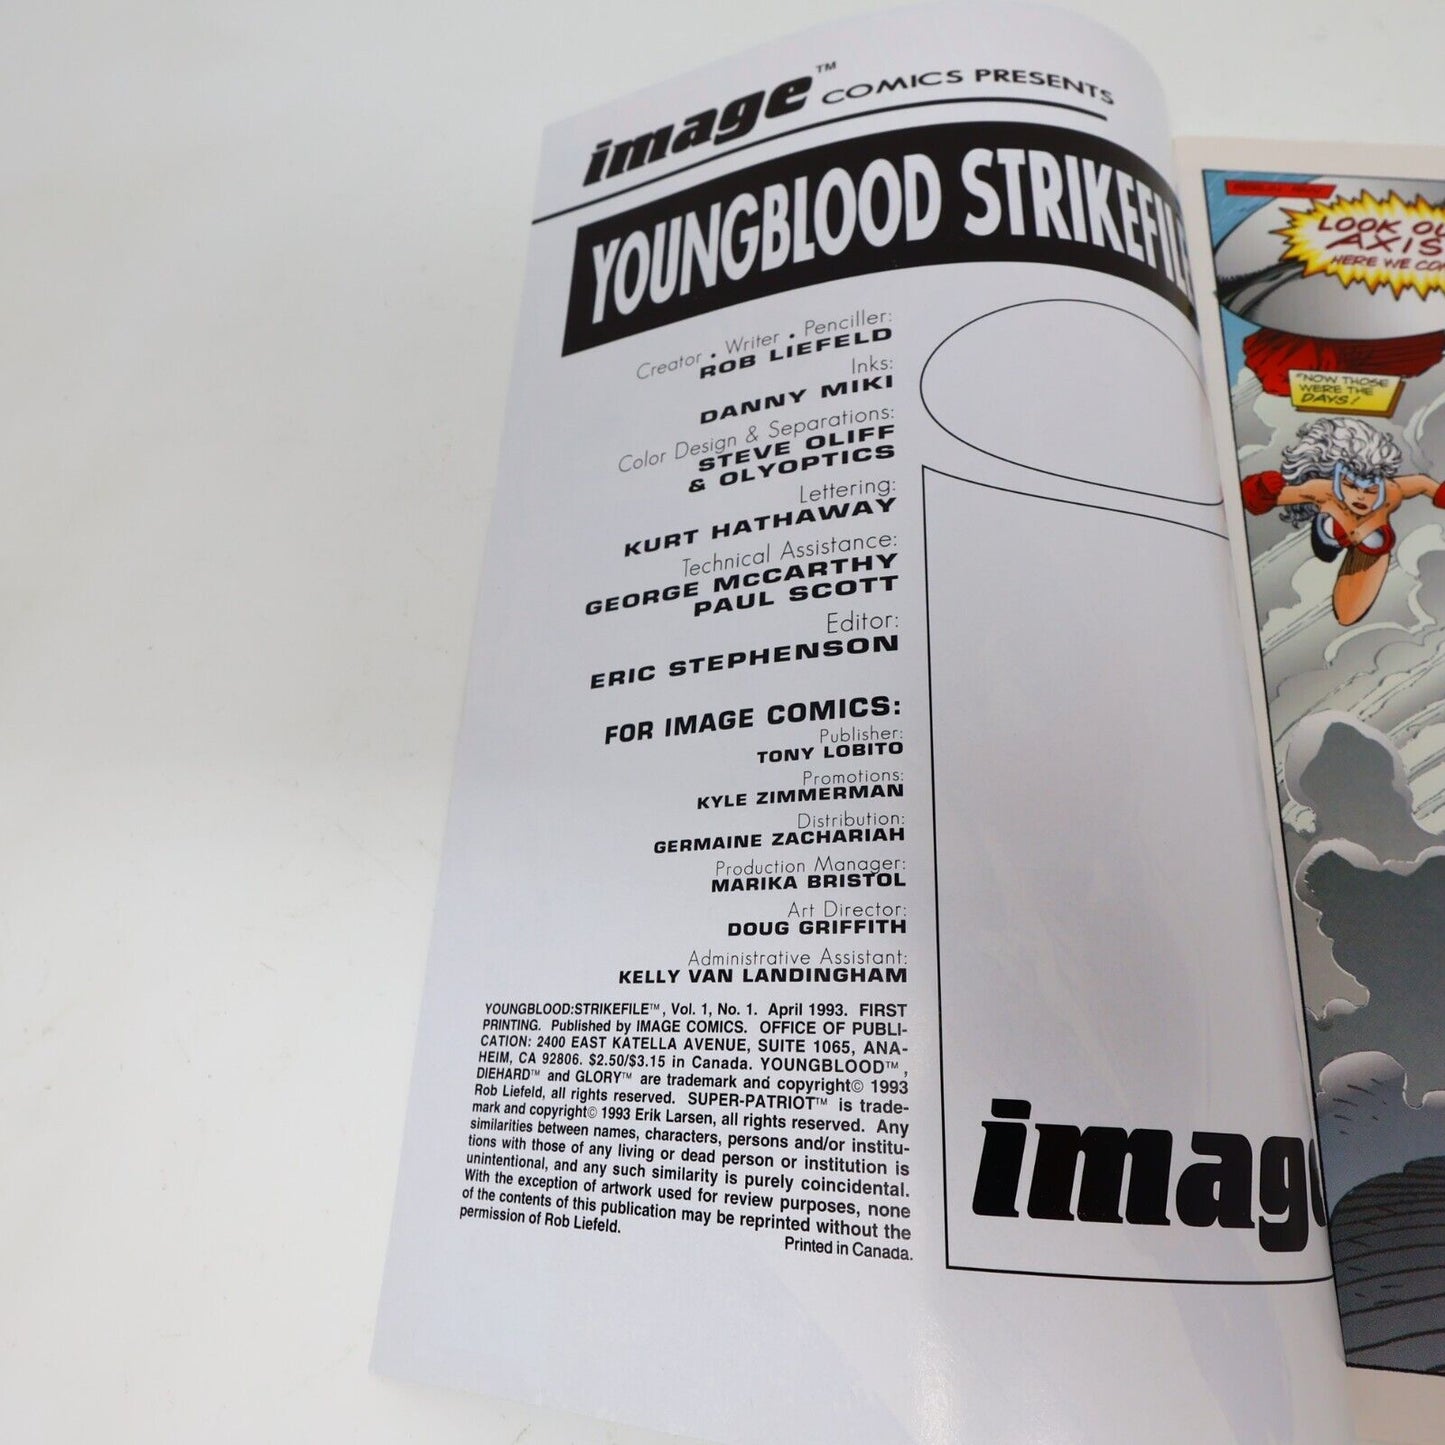 image™ COMICS PRESENTS
YOUNGBLOOD STRIKEFILE
Creator • Writer • Penciller:
ROB LIEFELD
Inks:
DANNY MIKI
Color Design & Separations:
STEVE OLIFF
& OLYOPTICS
Lettering:
KURT HATHAWAY
Technical Assistance:
GEORGE MCCARTHY
PAUL SCOTT
Editor:
ERIC STEPHENSON
FOR IMAGE COMICS:
Publisher:
TONY LOBITO
Promotions:
KYLE ZIMMERMAN
Distribution:
GERMAINE ZACHARIAH
Production Manager:
MARIKA BRISTOL
Art Director:
DOUG GRIFFITH
Administrative Assistant:
KELLY VAN LANDINGHAM
YOUNGBLOOD:STRIKEFILE™, Vol. 1, No. 1. April 1993. FIRST
PRINTING. Published by IMAGE COMICS. OFFICE OF PUBLI-
CATION: 2400 EAST KATELLA AVENUE, SUITE 1065, ANA-
HEIM, CA 92806. $2.50/$3.15 in Canada. YOUNGBLOOD™,
DIEHARD™ and GLORY™ are trademark and copyright© 1993
Rob Liefeld, all rights reserved. SUPER-PATRIOT™ is trade-
mark and copyright© 1993 Erik Larsen, all rights reserved. Any
similarities between names, characters, persons and/or institu-
tions with those of any living or dead person or institution is
unintentional, and any such similarity is purely coincidental.
With the exception of artwork used for review purposes, none
of the contents of this publication may be reprinted without the
permission of Rob Liefeld.
Printed in Canada.
image
LOOK OU
AXIS
HERE WE CO
"NOW THOSE
WERE THE
DAYS!